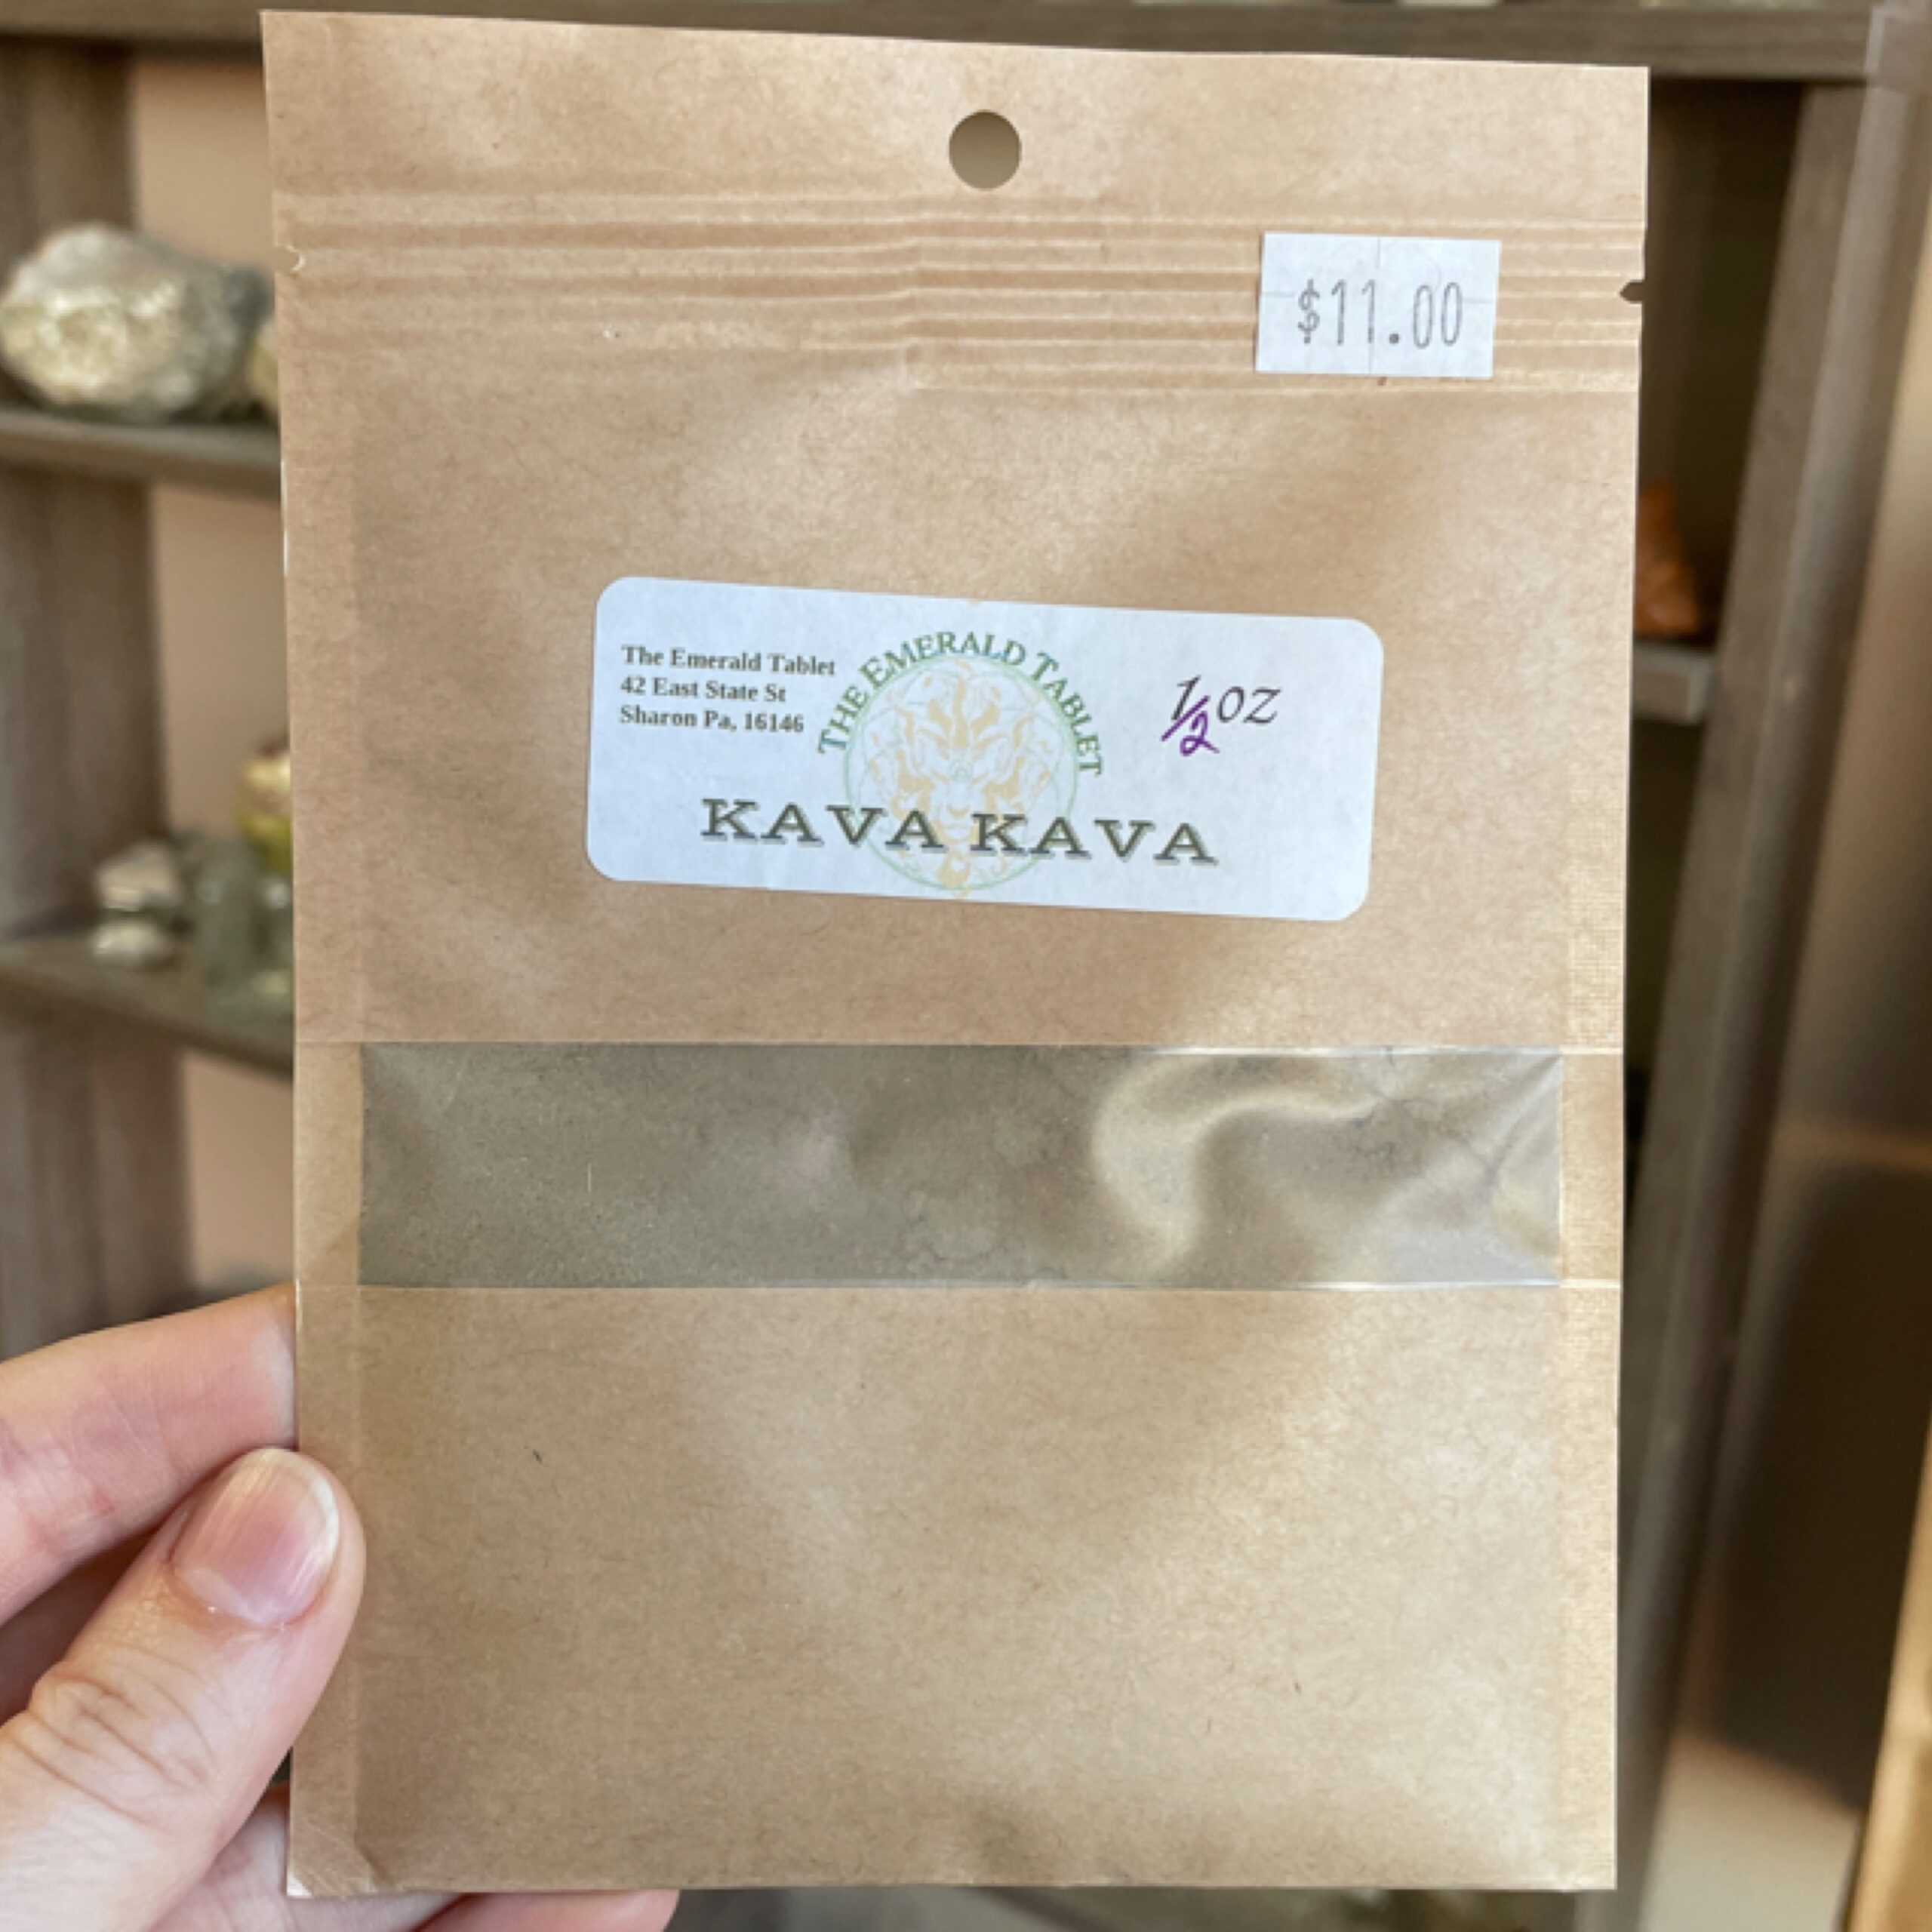 $11.00
The Emerald Tablet
42 East State St
Sharon Pa, 16146
THE EMERALD TABLET
1/2 oz
KAVA KAVA